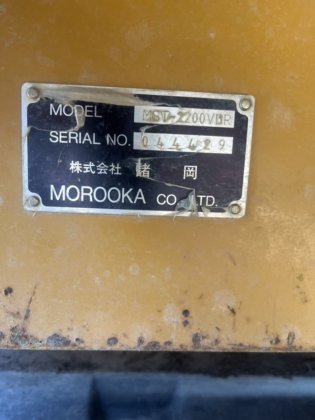 MODEL MST-2200VDR
SERIAL NO. 044429
株式会社 諸岡
MOROOKA CO., LTD.